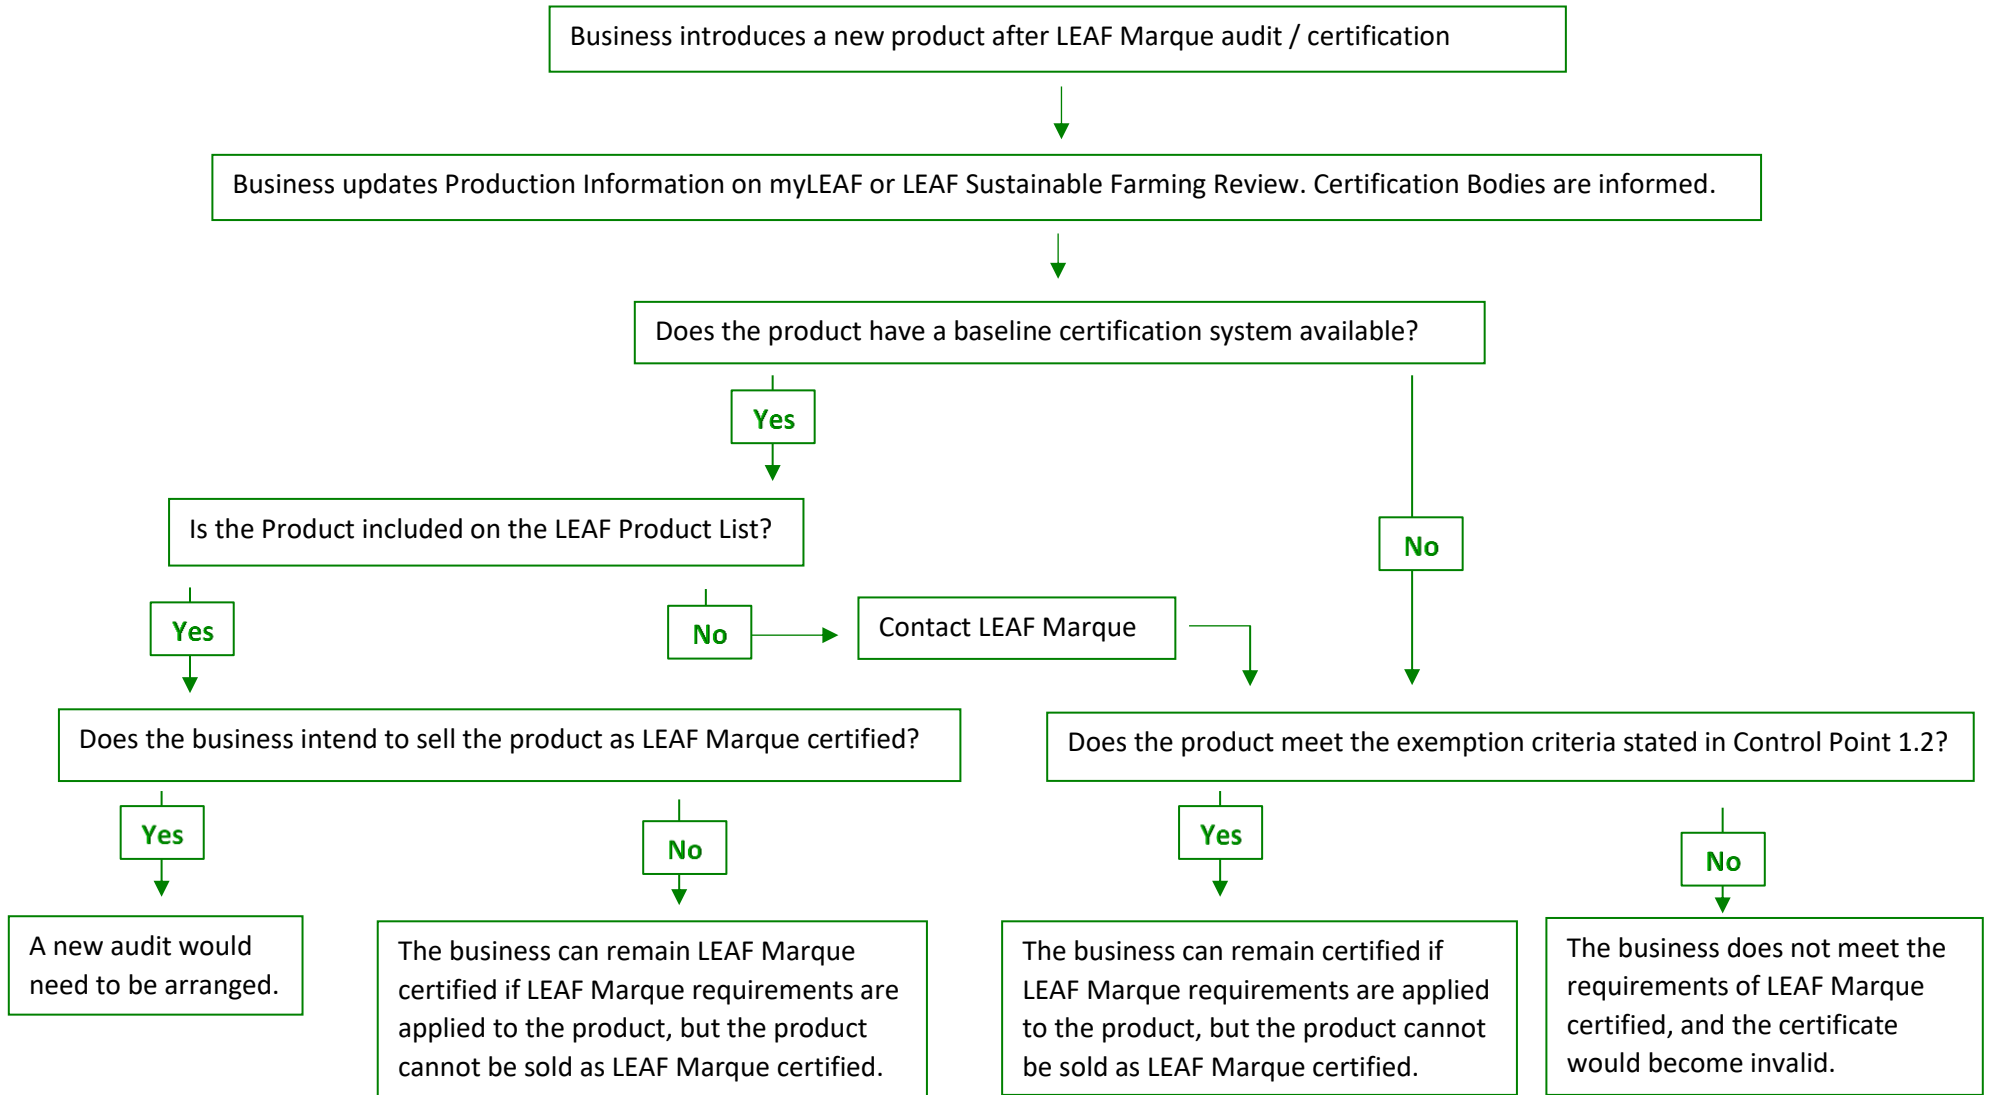 Business introduces a new product after LEAF Marque audit / certification
Business updates Production Information on myLEAF or LEAF Sustainable Farming Review. Certification Bodies are informed.
Does the product have a baseline certification system available?
Yes
No
Is the Product included on the LEAF Product List?
Yes
No
Contact LEAF Marque
Does the business intend to sell the product as LEAF Marque certified?
Does the product meet the exemption criteria stated in Control Point 1.2?
Yes
No
Yes
No
A new audit would
need to be arranged.
The business can remain LEAF Marque
certified if LEAF Marque requirements are
applied to the product, but the product
cannot be sold as LEAF Marque certified.
The business can remain certified if
LEAF Marque requirements are applied
to the product, but the product cannot
be sold as LEAF Marque certified.
The business does not meet the
requirements of LEAF Marque
certified, and the certificate
would become invalid.